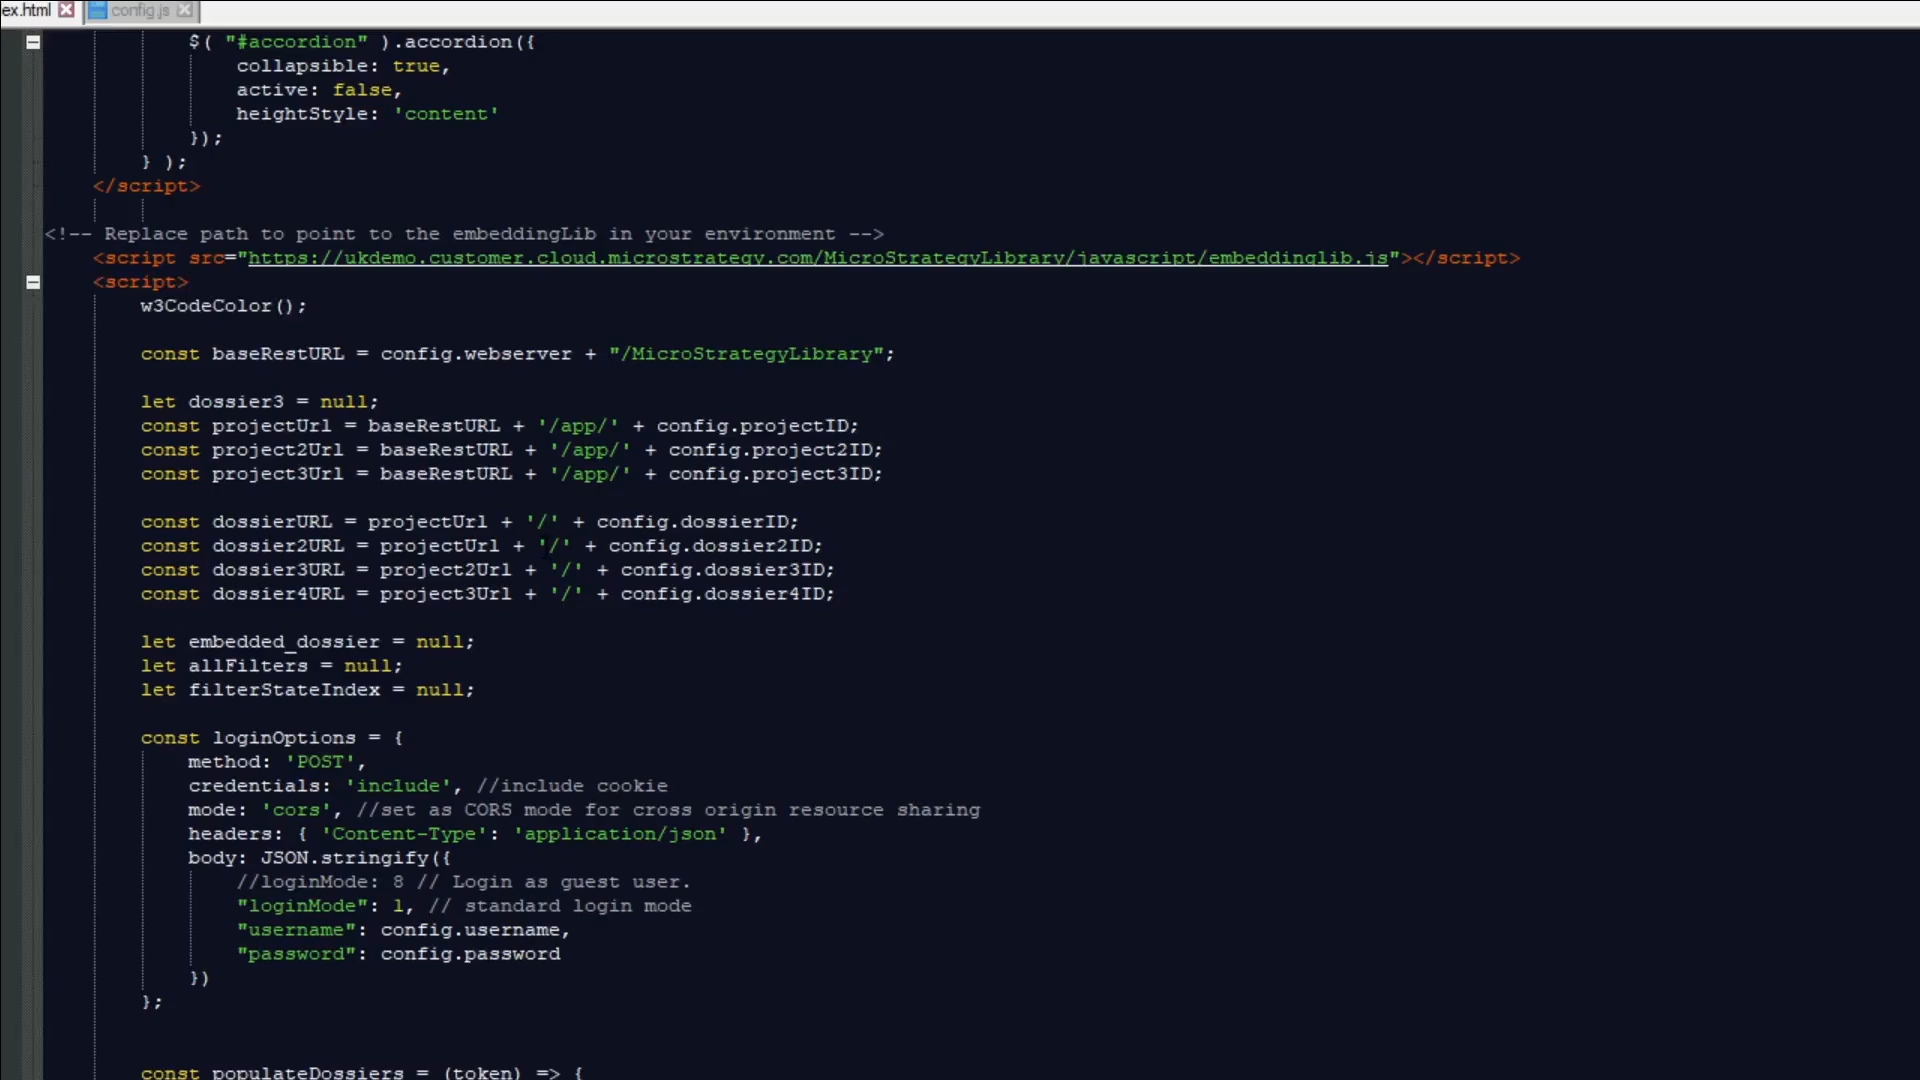 ex.html
config.js
$( "#accordion" ).accordion({
collapsible: true,
active: false,
heightStyle: 'content'
});
} );
</script>
<!-- Replace path to point to the embeddingLib in your environment -->
<script src="https://ukdemo.customer.cloud.microstrategy.com/MicroStrategyLibrary/javascript/embeddinglib.js"></script>
<script>
w3CodeColor();
const baseRestURL = config.webserver + "/MicroStrategyLibrary";
let dossier3 = null;
const projectUrl = baseRestURL + '/app/' + config.projectID;
const project2Url = baseRestURL + '/app/' + config.project2ID;
const project3Url = baseRestURL + '/app/' + config.project3ID;
const dossierURL = projectUrl + '/' + config.dossierID;
const dossier2URL = projectUrl + '/' + config.dossier2ID;
const dossier3URL = project2Url + '/' + config.dossier3ID;
const dossier4URL = project3Url + '/' + config.dossier4ID;
let embedded_dossier = null;
let allFilters = null;
let filterStateIndex = null;
const loginOptions = {
method: 'POST',
credentials: 'include', //include cookie
mode: 'cors', //set as CORS mode for cross origin resource sharing
headers: { 'Content-Type': 'application/json' },
body: JSON.stringify({
//loginMode: 8 // Login as guest user.
"loginMode": 1, // standard login mode
"username": config.username,
"password": config.password
})
};
const populateDossiers = (token) => {